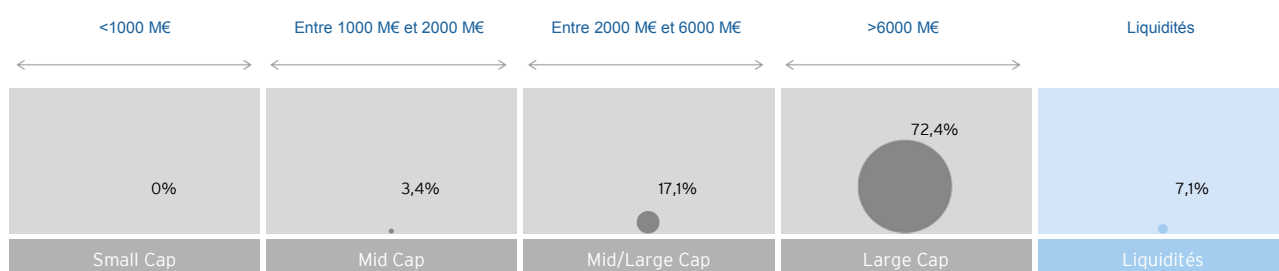 <1000 M€ Entre 1000 M€ et 2000 M€ Entre 2000 M€ et 6000 M€ >6000 M€ Liquidités
72,4%
0% 3,4% 17,1% 7,1%
Small Cap Mid Cap Mid/Large Cap Large Cap Liquidités